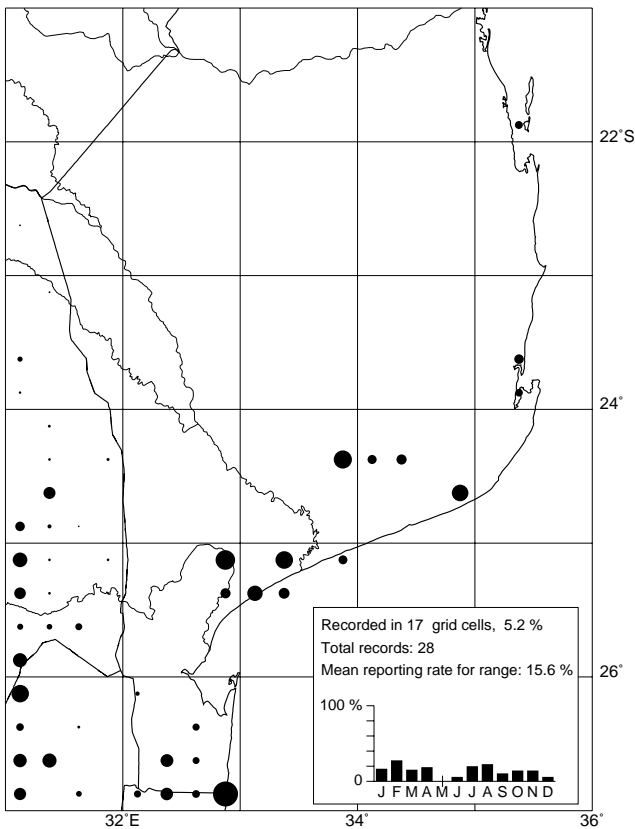 22˚S
24˚
Recorded in 17 grid cells, 5.2 %
Total records: 28
Mean reporting rate for range: 15.6 %
26˚
100 %
0
J F M A M J J A S O N D
32˚E
34˚
36˚